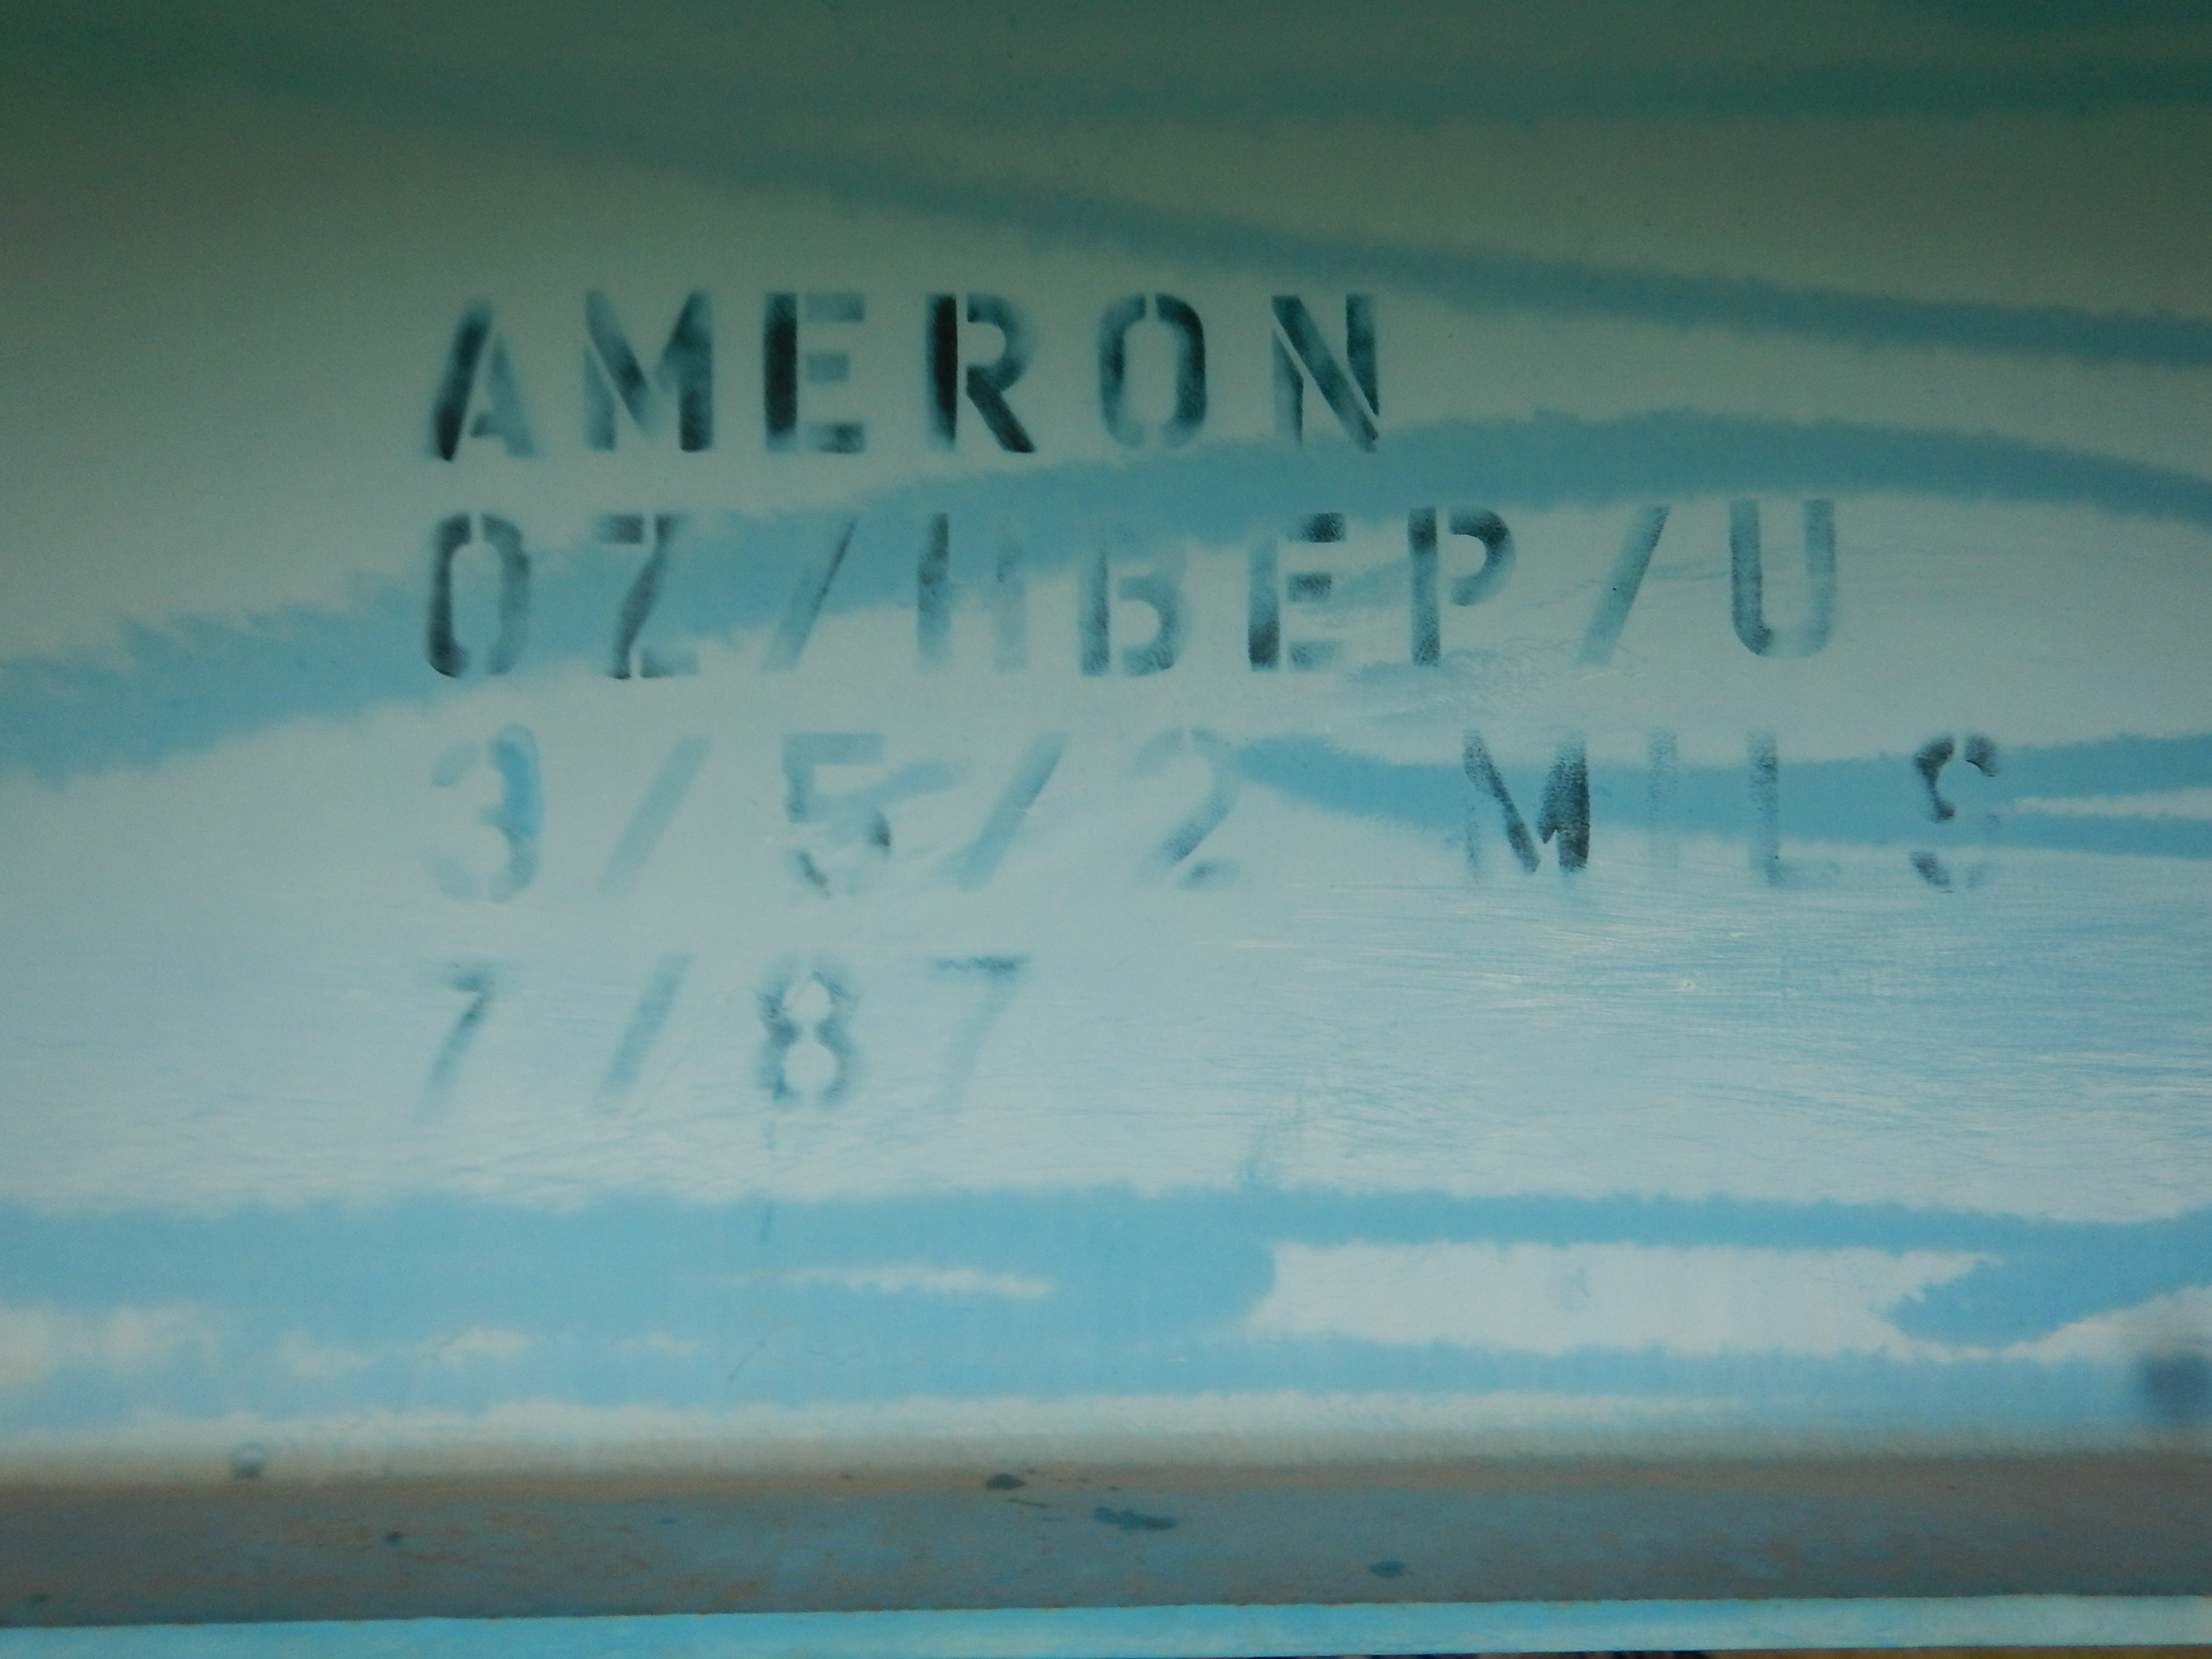 AMERON
OZ/HBEP/U
3/5/2 MILS
7/87